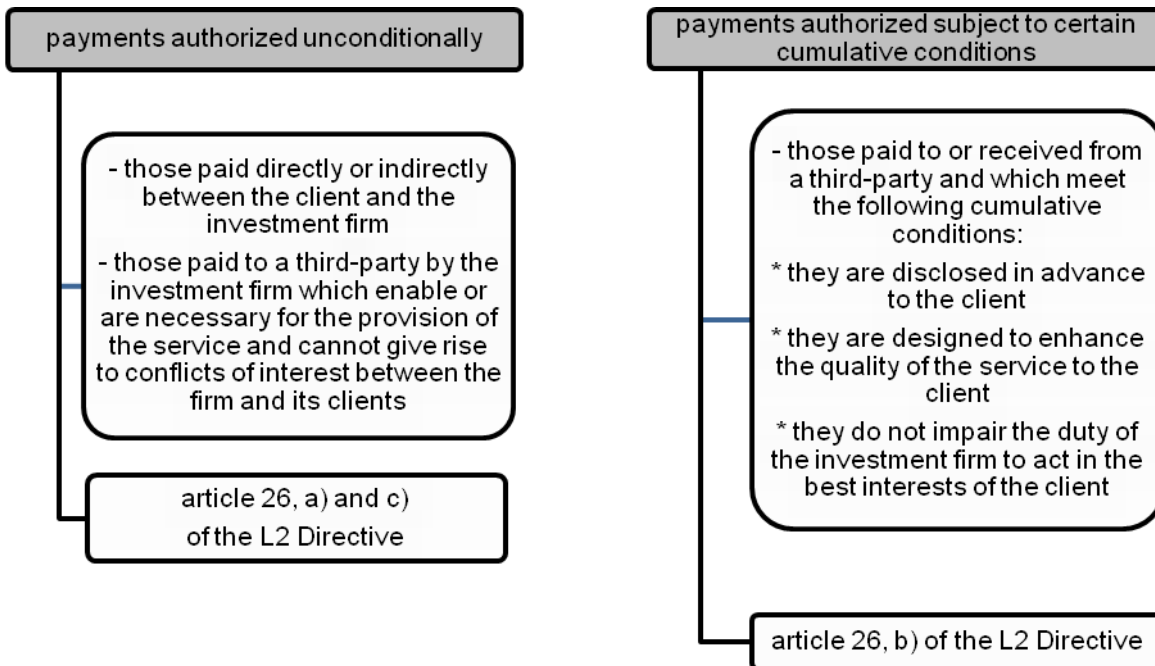 payments authorized unconditionally
- those paid directly or indirectly
between the client and the
investment firm
- those paid to a third-party by the
investment firm which enable or
are necessary for the provision of
the service and cannot give rise
to conflicts of interest between the
firm and its clients
article 26, a) and c)
of the L2 Directive
payments authorized subject to certain
cumulative conditions
- those paid to or received from
a third-party and which meet
the following cumulative
conditions:
* they are disclosed in advance
to the client
* they are designed to enhance
the quality of the service to the
client
* they do not impair the duty of
the investment firm to act in the
best interests of the client
article 26, b) of the L2 Directive